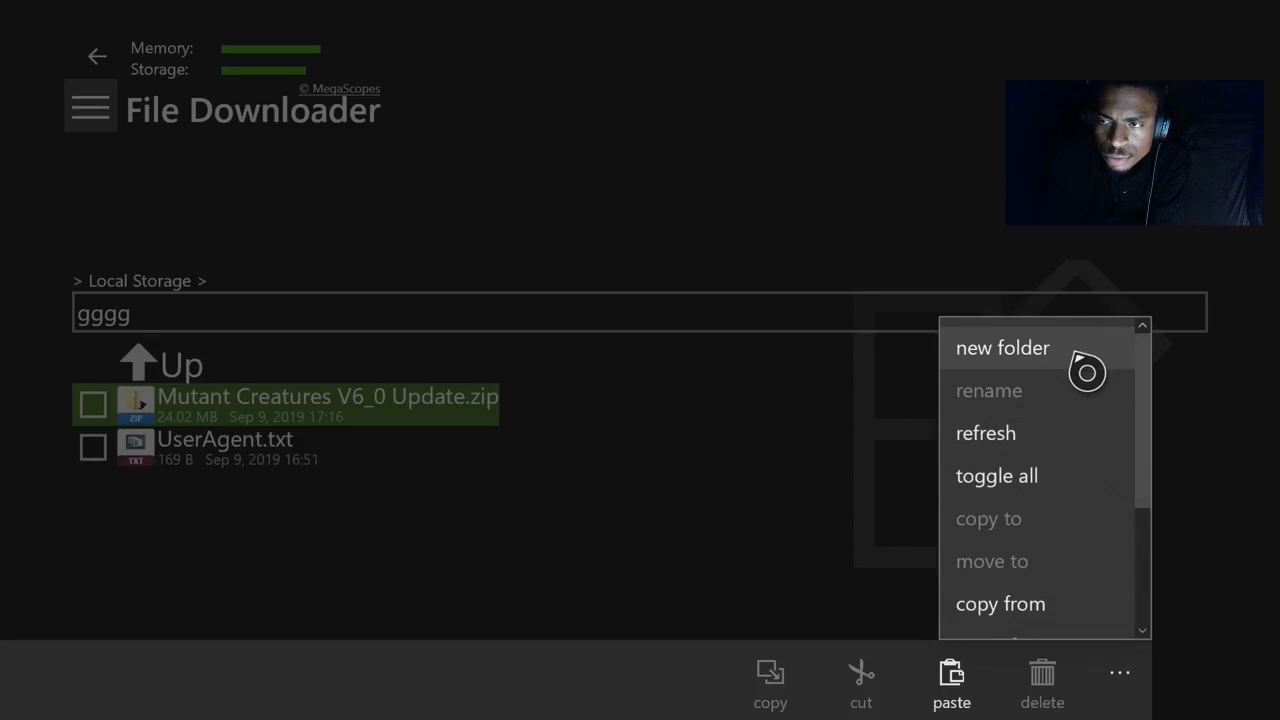 Memory:
Storage:
© MegaScopes
File Downloader
> Local Storage >
gggg
Up
Mutant Creatures V6_0 Update.zip
ZIP
24.02 MB Sep 9, 2019 17:16
UserAgent.txt
TXT
169 B Sep 9, 2019 16:51
new folder
rename
refresh
toggle all
copy to
move to
copy from
copy
cut
paste
delete